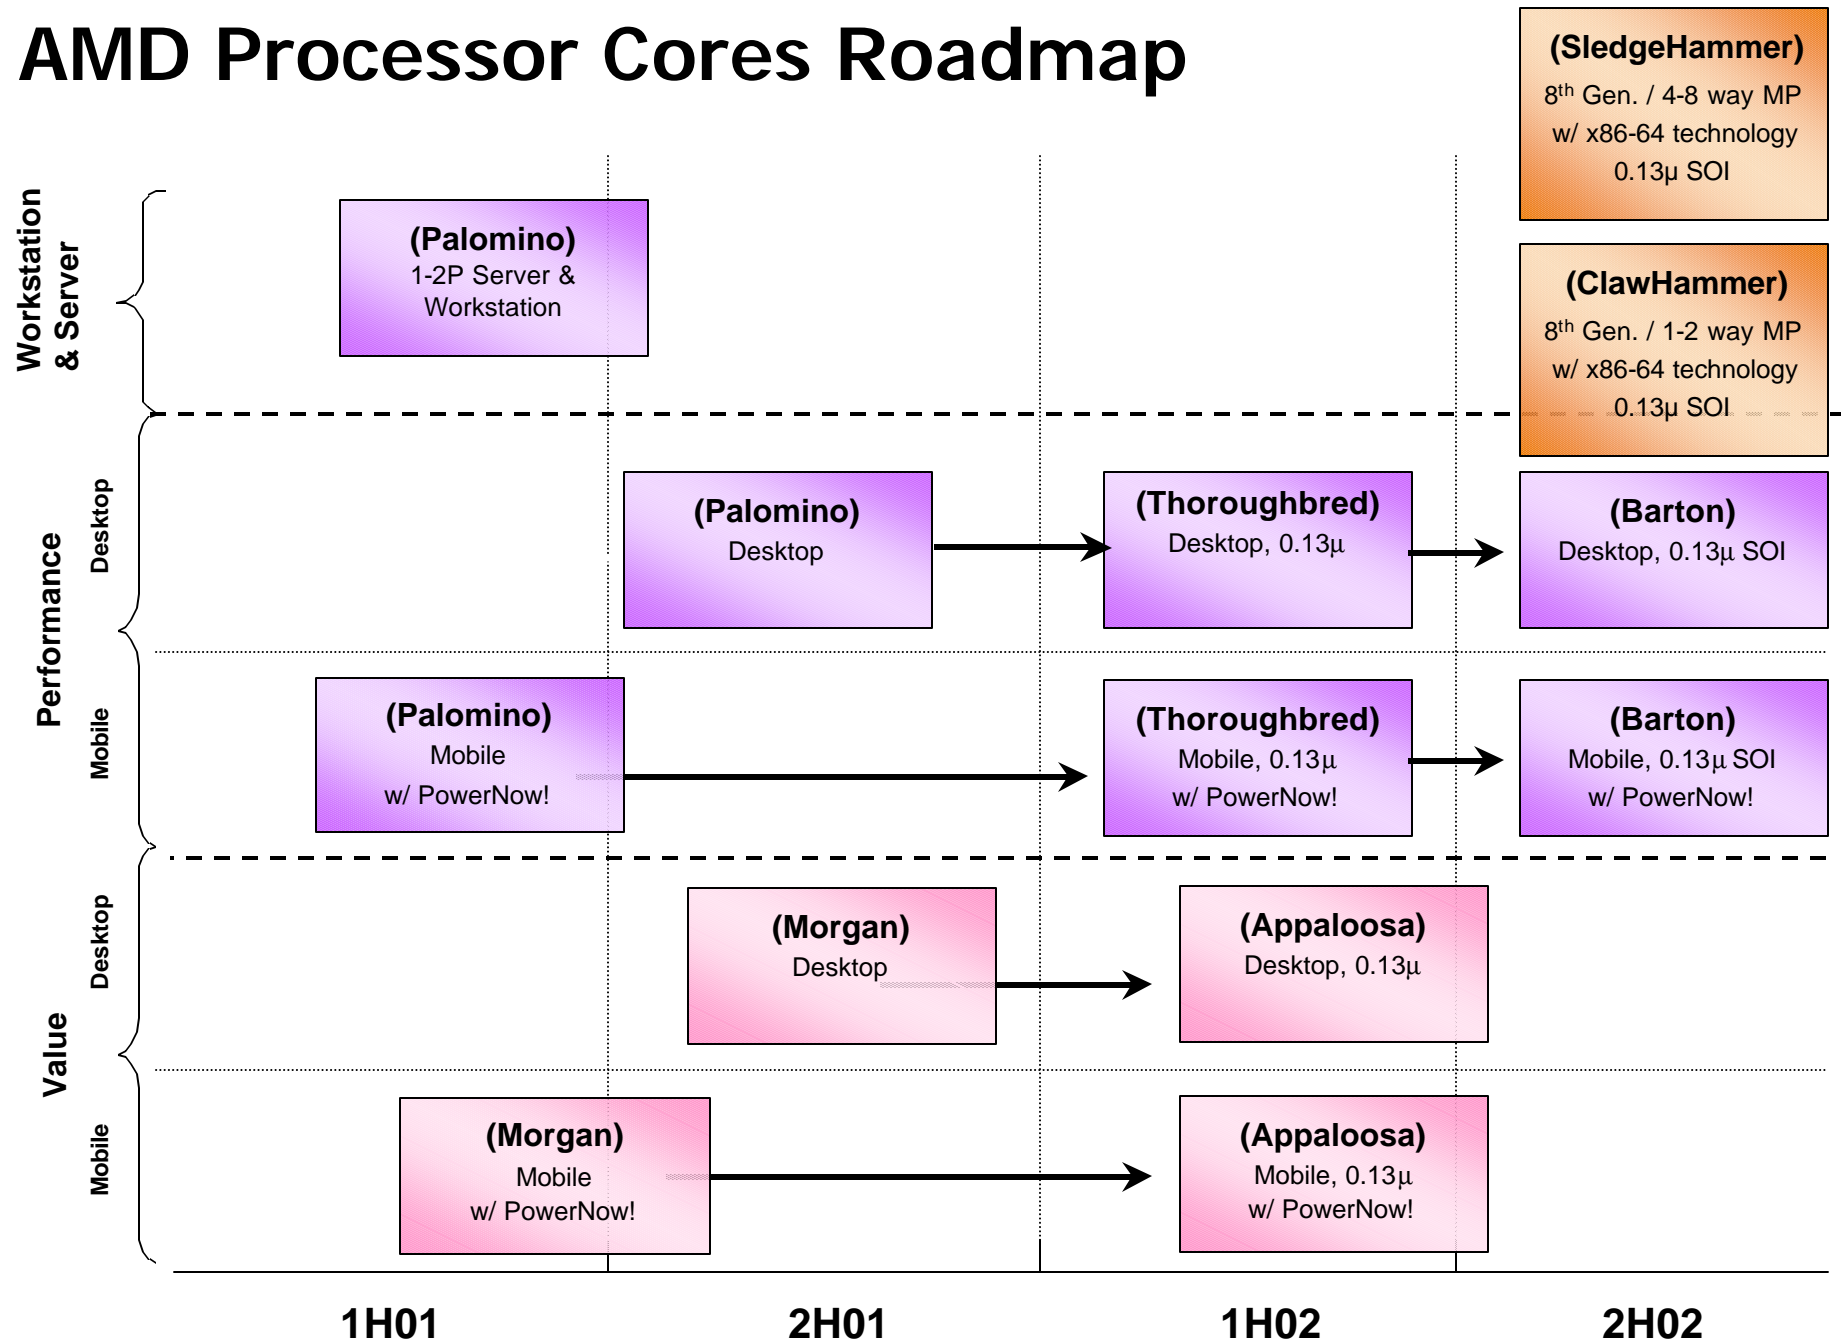 AMD Processor Cores Roadmap
(SledgeHammer)
8th Gen. / 4-8 way MP
w/ x86-64 technology
0.13μ SOI
Workstation
& Server
(Palomino)
1-2P Server &
Workstation
(ClawHammer)
8th Gen. / 1-2 way MP
w/ x86-64 technology
0.13μ SOI
Performance
Desktop
(Palomino)
Desktop
(Thoroughbred)
Desktop, 0.13μ
(Barton)
Desktop, 0.13μ SOI
Mobile
(Palomino)
Mobile
w/ PowerNow!
(Thoroughbred)
Mobile, 0.13μ
w/ PowerNow!
(Barton)
Mobile, 0.13μ SOI
w/ PowerNow!
Value
Desktop
(Morgan)
Desktop
(Appaloosa)
Desktop, 0.13μ
Mobile
(Morgan)
Mobile
w/ PowerNow!
(Appaloosa)
Mobile, 0.13μ
w/ PowerNow!
1H01
2H01
1H02
2H02